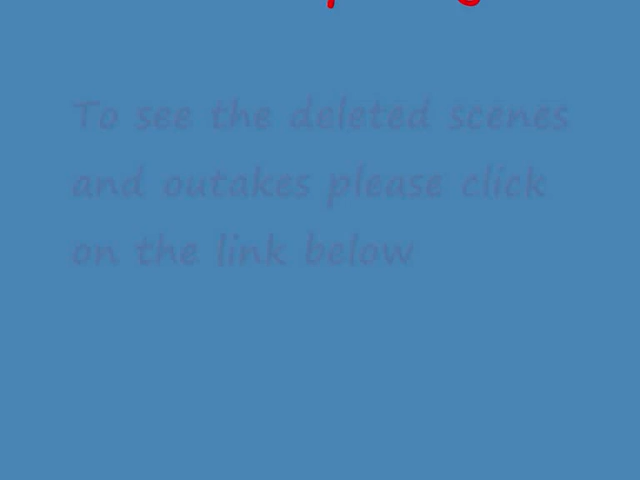 To see the deleted scenes
and outakes please click
on the link below